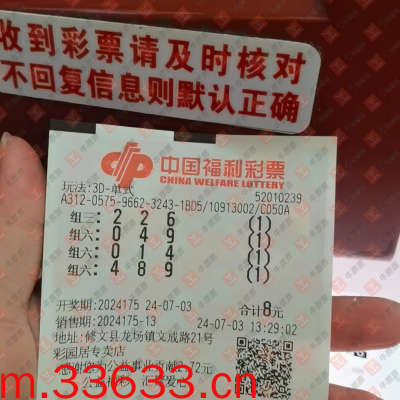 收到彩票请及时核对
不回复信息则默认正确
中国福利彩票
CHINA WELFARE LOTTERY
玩法:3D-单式 52010239
A312-0575-9662-3243-18D5/10913002/C050A
组三: 2 2 6 (1)
组六: 0 4 9 (1)
组六: 0 1 4 (1)
组六: 4 8 9 (1)
开奖期:2024175 24-07-03 合计8元
销售期:2024175-13 24-07-03 13:29:02
地址:修文县龙场镇文成路21号
彩园居专卖店
2.72元
m.33633.cn